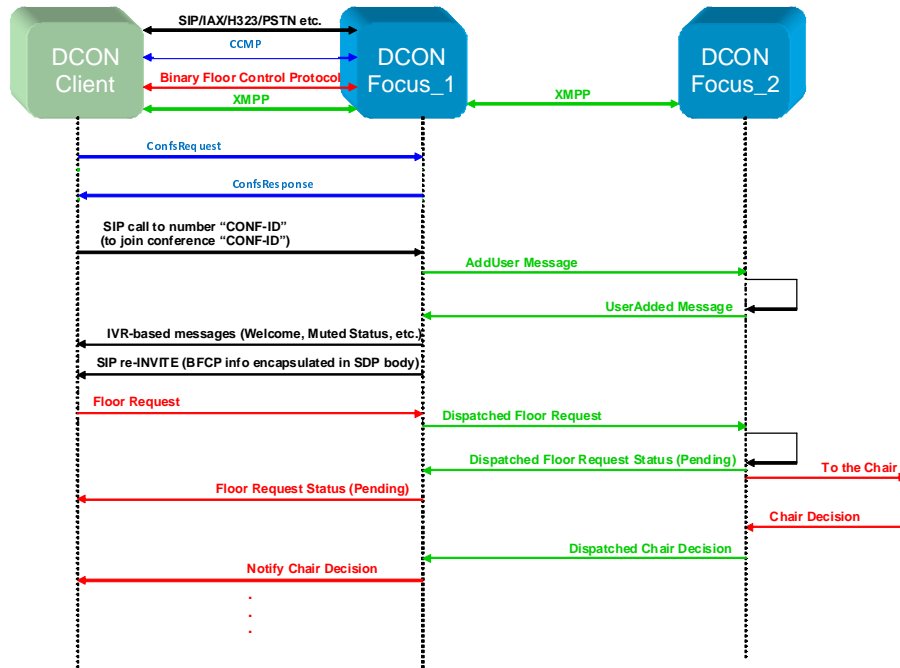 SIP/IAX/H323/PSTN etc.
DCON
Client
CCMP
DCON
Focus_1
DCON
Focus_2
Binary Floor Control Protocol
XMPP
XMPP
ConfsRequest
ConfsResponse
SIP call to number “CONF-ID”
(to join conference “CONF-ID”)
AddUser Message
UserAdded Message
IVR-based messages (Welcome, Muted Status, etc.)
SIP re-INVITE (BFCP info encapsulated in SDP body)
Floor Request
Dispatched Floor Request
Dispatched Floor Request Status (Pending)
To the Chair
Floor Request Status (Pending)
Chair Decision
Dispatched Chair Decision
Notify Chair Decision
.
.
.